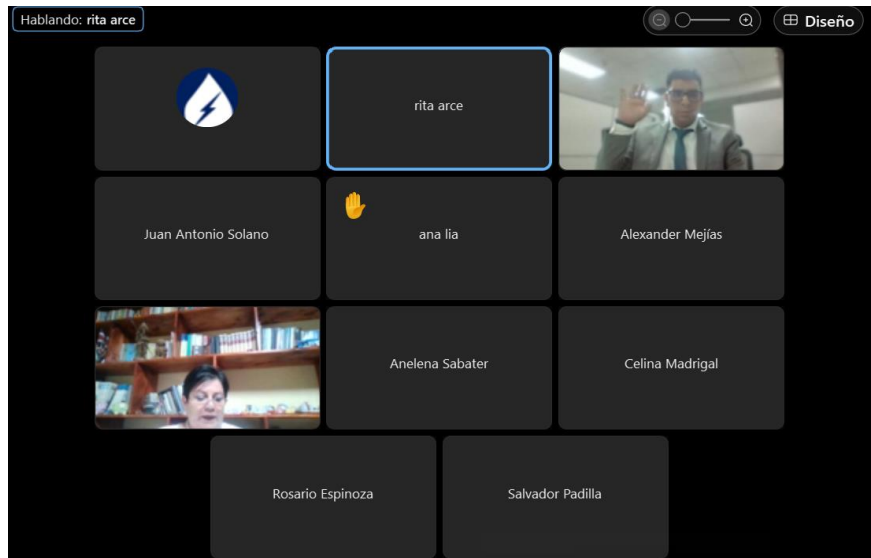 Hablando: rita arce
Diseño
rita arce
Juan Antonio Solano
ana lia
Alexander Mejías
Anelena Sabater
Celina Madrigal
Rosario Espinoza
Salvador Padilla